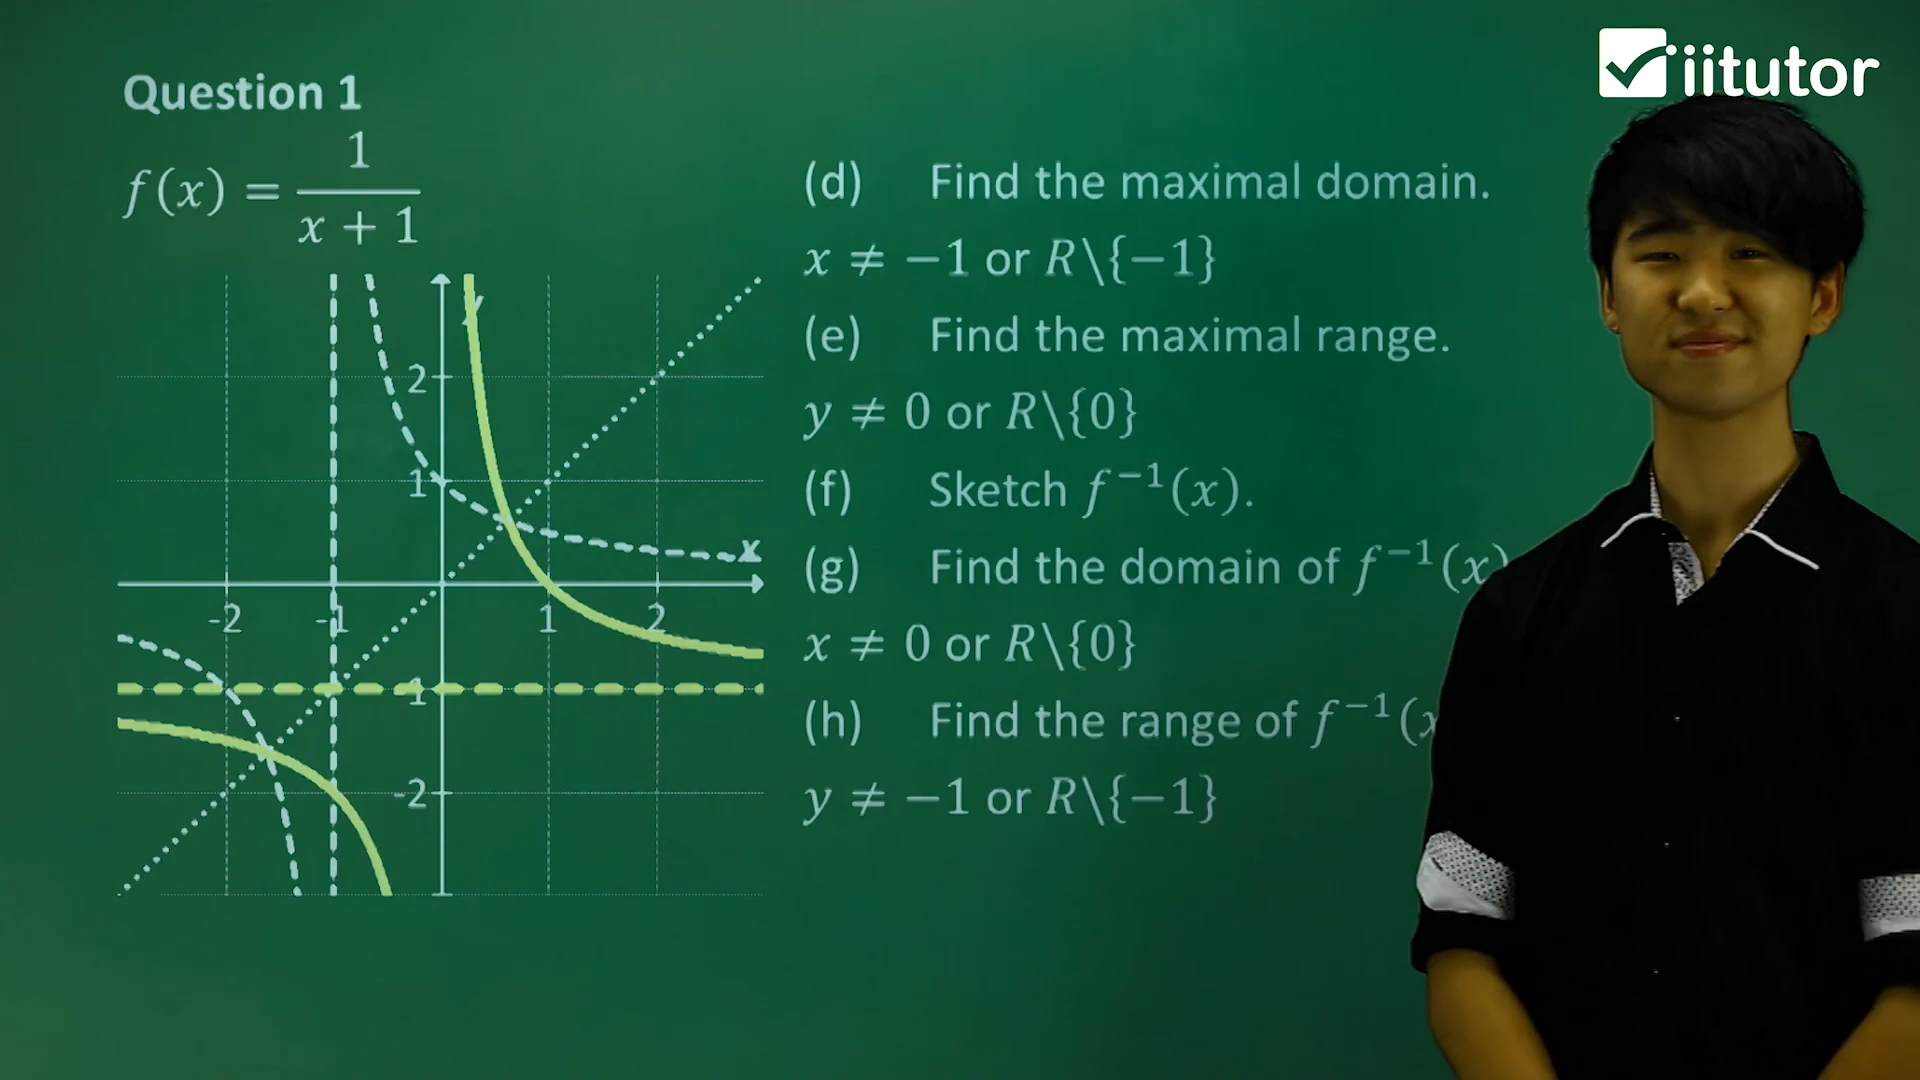 iitutor
Question 1
f(x) = 1/(x + 1)
(d) Find the maximal domain.
x ≠ −1 or R\{−1}
(e) Find the maximal range.
y ≠ 0 or R\{0}
(f) Sketch f⁻¹(x).
(g) Find the domain of f⁻¹(x)
x ≠ 0 or R\{0}
(h) Find the range of f⁻¹(x
y ≠ −1 or R\{−1}
y
2
1
x
-2 -1 1 2
-1
-2